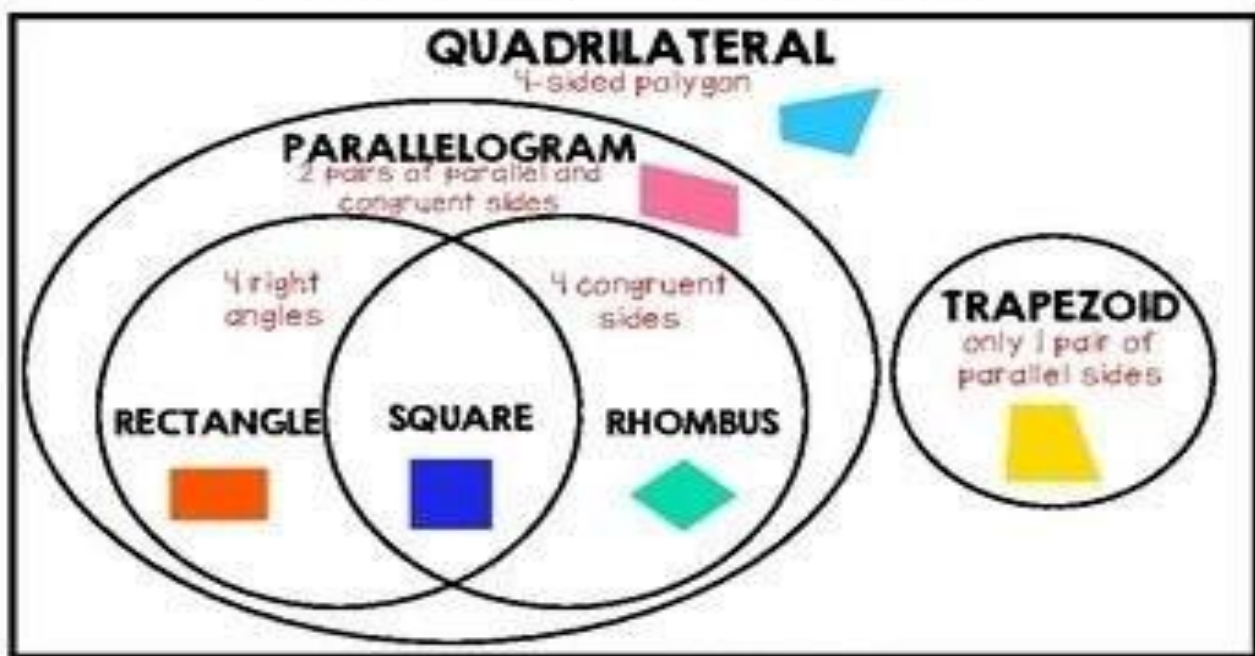 QUADRILATERAL
4-sided polygon
PARALLELOGRAM
2 pairs of parallel and
congruent sides
4 right
angles
4 congruent
sides
RECTANGLE
SQUARE
RHOMBUS
TRAPEZOID
only 1 pair of
parallel sides